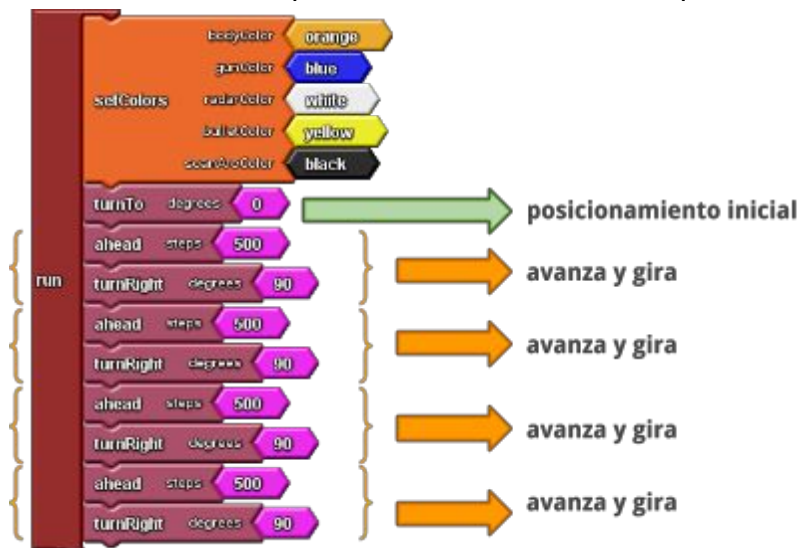 bodyColor orange
gunColor blue
setColors radarColor white
bulletColor yellow
scanArcColor black
turnTo degrees 0 posicionamiento inicial
ahead steps 500
run turnRight degrees 90 avanza y gira
ahead steps 500
turnRight degrees 90 avanza y gira
ahead steps 500
turnRight degrees 90 avanza y gira
ahead steps 500
turnRight degrees 90 avanza y gira